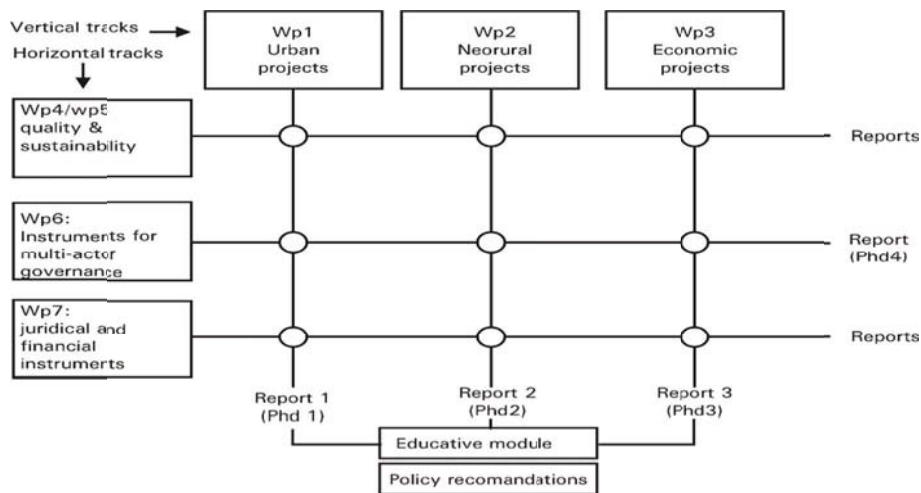 Vertical tracks
Horizontal tracks
Wp1
Urban
projects
Wp2
Neorural
projects
Wp3
Economic
projects
Wp4/wp5
quality &
sustainability
Reports
Wp6:
Instruments for
multi-actor
governance
Report
(Phd4)
Wp7:
juridical and
financial
instruments
Reports
Report 1
(Phd 1)
Report 2
(Phd2)
Report 3
(Phd3)
Educative module
Policy recomandations